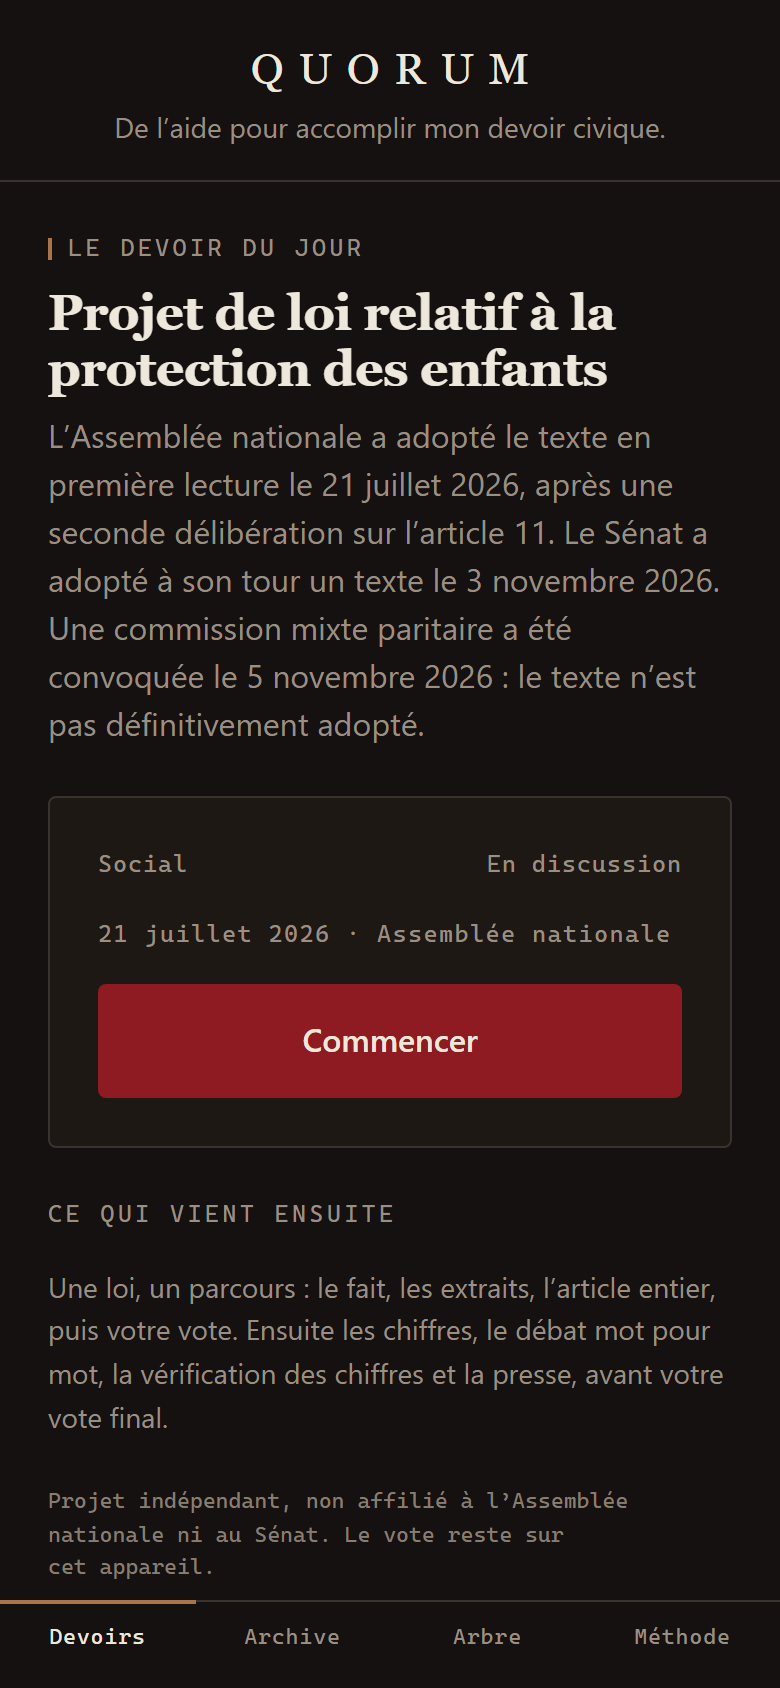 QUORUM
De l’aide pour accomplir mon devoir civique.
LE DEVOIR DU JOUR
Projet de loi relatif à la
protection des enfants
L’Assemblée nationale a adopté le texte en
première lecture le 21 juillet 2026, après une
seconde délibération sur l’article 11. Le Sénat a
adopté à son tour un texte le 3 novembre 2026.
Une commission mixte paritaire a été
convoquée le 5 novembre 2026 : le texte n’est
pas définitivement adopté.
Social En discussion
21 juillet 2026 · Assemblée nationale
Commencer
CE QUI VIENT ENSUITE
Une loi, un parcours : le fait, les extraits, l’article entier,
puis votre vote. Ensuite les chiffres, le débat mot pour
mot, la vérification des chiffres et la presse, avant votre
vote final.
Projet indépendant, non affilié à l’Assemblée
nationale ni au Sénat. Le vote reste sur
cet appareil.
Devoirs Archive Arbre Méthode